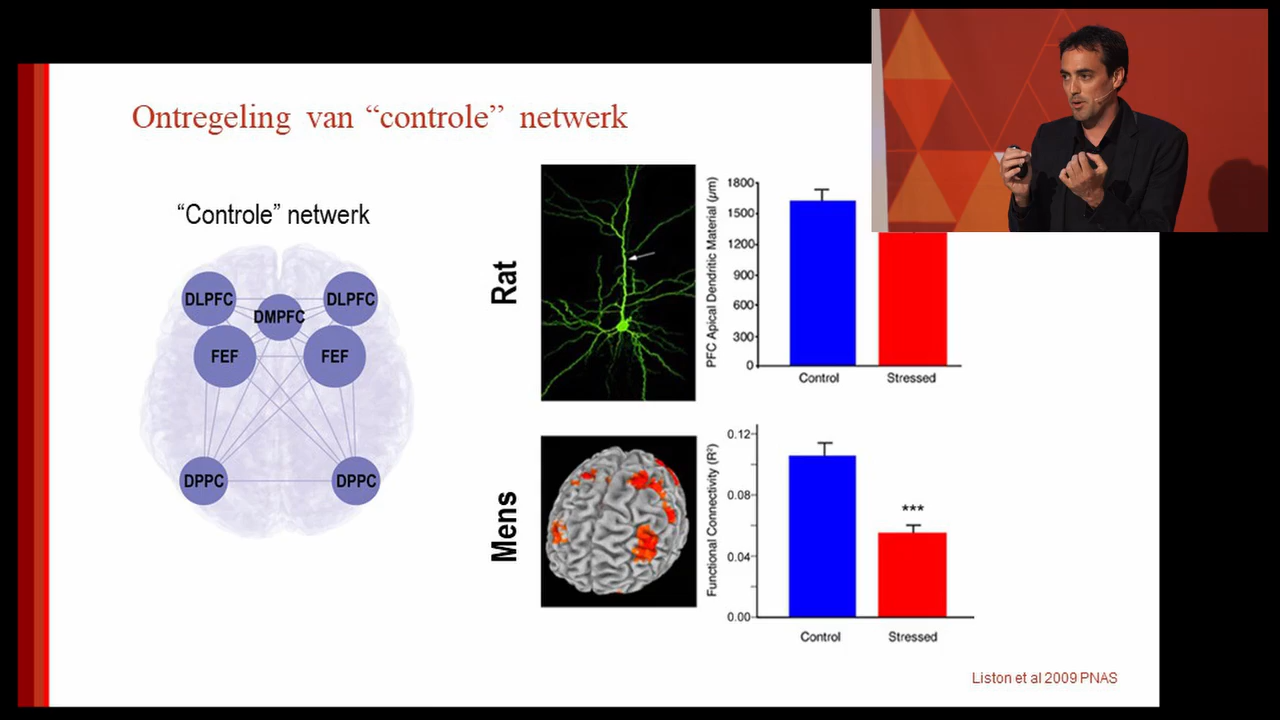 Ontregeling van “controle” netwerk
“Controle” netwerk
DLPFC
DLPFC
DMPFC
FEF
FEF
DPPC
DPPC
Rat
PFC Apical Dendritic Material (μm)
1800
1500
1200
900
600
300
0
Control
Stressed
Mens
Functional Connectivity (R²)
0.12
0.08
0.04
0.00
***
Control
Stressed
Liston et al 2009 PNAS